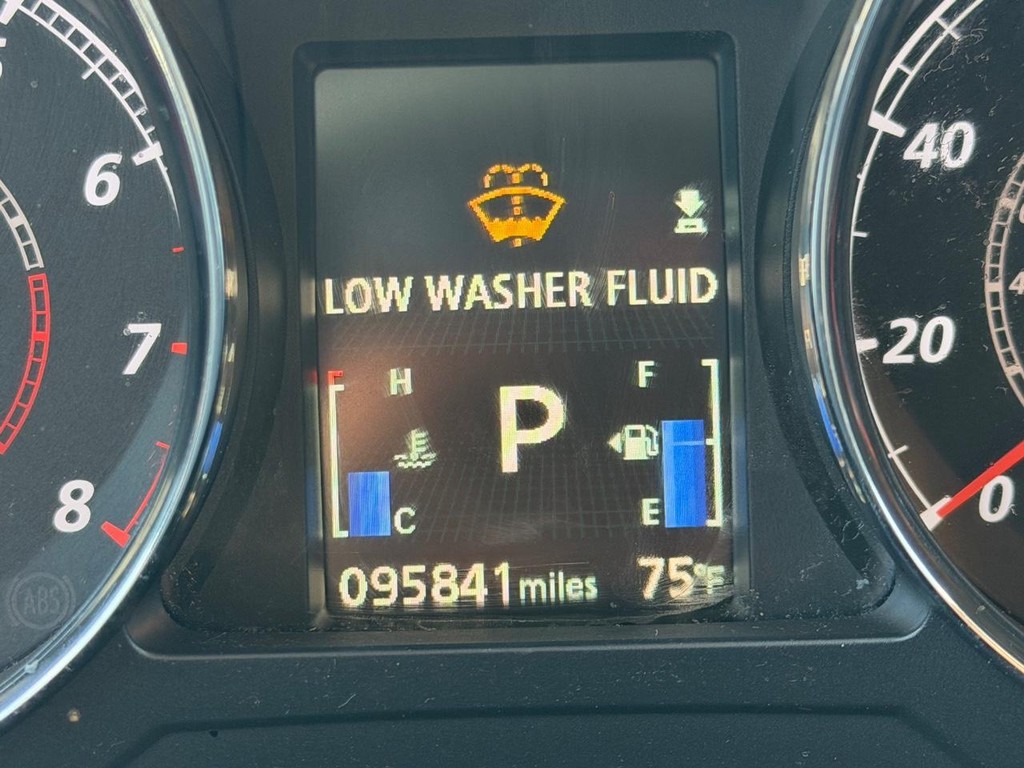 6
7
8
ABS
LOW WASHER FLUID
H
F
P
E
C
E
095841 miles
75°F
40
20
0